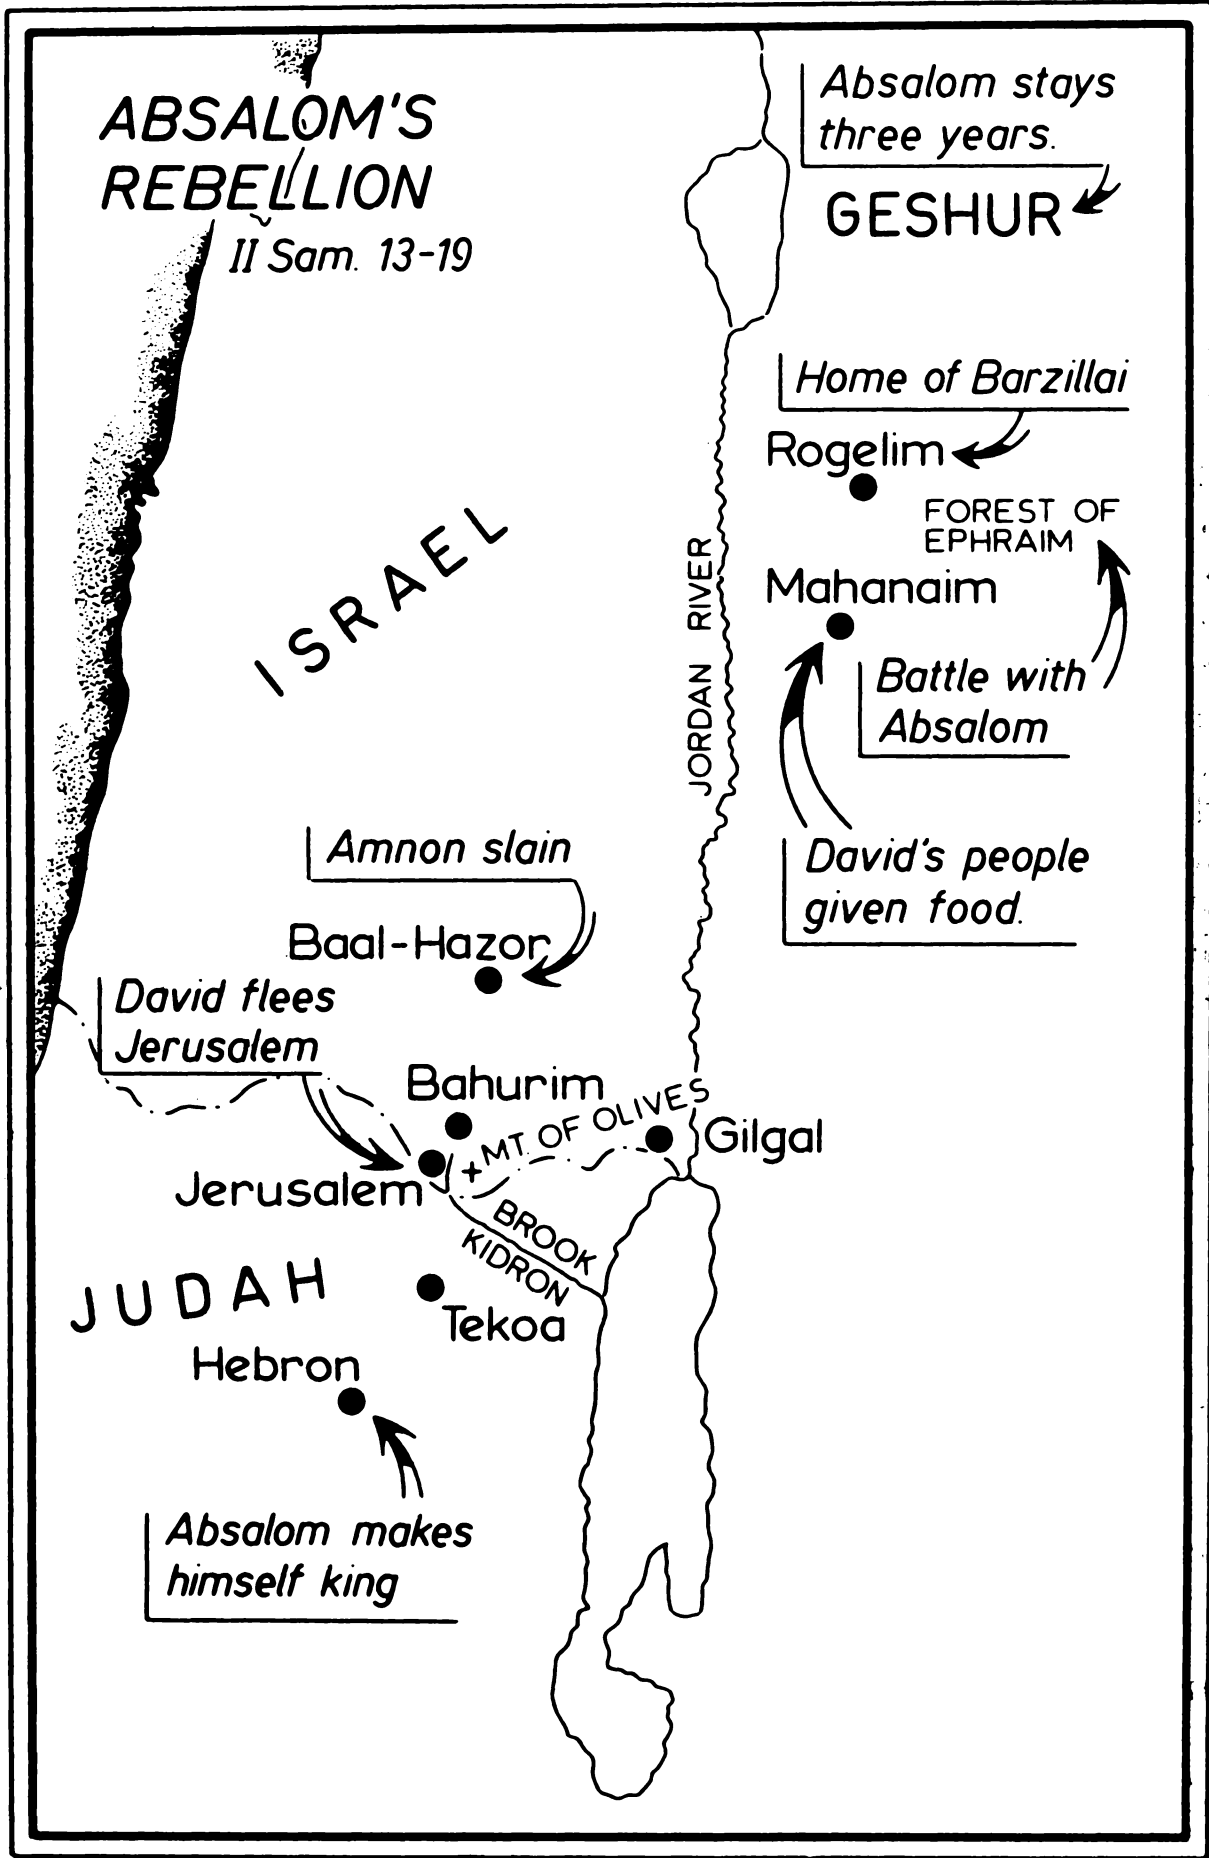 ABSALOM'S
REBELLION
II Sam. 13-19
Absalom stays
three years.
GESHUR
Home of Barzillai
Rogelim
FOREST OF
EPHRAIM
Mahanaim
Battle with
Absalom
David's people
given food.
ISRAEL
JORDAN RIVER
Amnon slain
Baal-Hazor
David flees
Jerusalem
Bahurim
MT. OF OLIVES
Gilgal
Jerusalem
BROOK
KIDRON
JUDAH
Tekoa
Hebron
Absalom makes
himself king